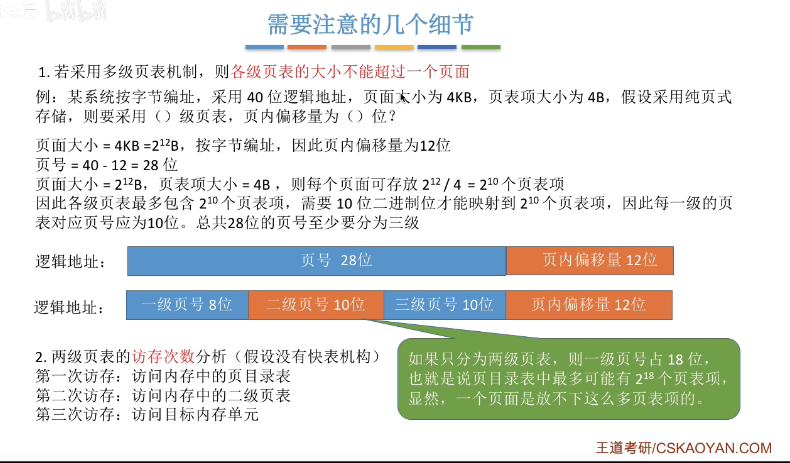 bilibili
需要注意的几个细节
1. 若采用多级页表机制，则各级页表的大小不能超过一个页面
例：某系统按字节编址，采用 40 位逻辑地址，页面大小为 4KB，页表项大小为 4B，假设采用纯页式
存储，则要采用（）级页表，页内偏移量为（）位？
页面大小 = 4KB =2¹²B，按字节编址，因此页内偏移量为12位
页号 = 40 - 12 = 28 位
页面大小 = 2¹²B，页表项大小 = 4B ，则每个页面可存放 2¹² / 4 = 2¹⁰ 个页表项
因此各级页表最多包含 2¹⁰ 个页表项，需要 10 位二进制位才能映射到 2¹⁰ 个页表项，因此每一级的页
表对应页号应为10位。总共28位的页号至少要分为三级
逻辑地址： 页号 28位 页内偏移量 12位
逻辑地址： 一级页号 8位 二级页号 10位 三级页号 10位 页内偏移量 12位
2. 两级页表的访存次数分析（假设没有快表机构）
第一次访存：访问内存中的页目录表
第二次访存：访问内存中的二级页表
第三次访存：访问目标内存单元
如果只分为两级页表，则一级页号占 18 位，
也就是说页目录表中最多可能有 2¹⁸ 个页表项，
显然，一个页面是放不下这么多页表项的。
王道考研/CSKAOYAN.COM